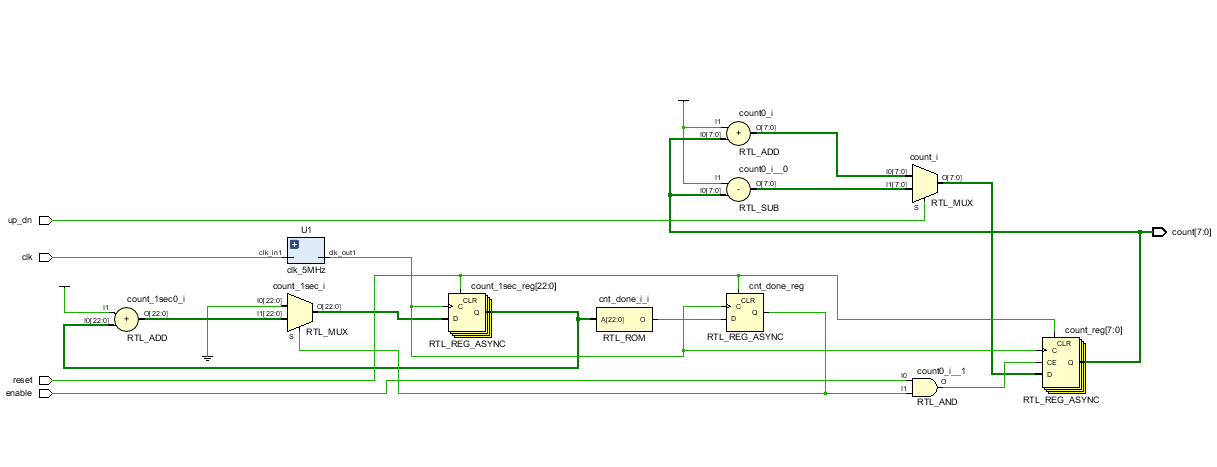 count0_i
I1
I0[7:0]
O[7:0]
+
RTL_ADD
count0_i__0
I1
I0[7:0]
O[7:0]
-
RTL_SUB
count_i
I0[7:0]
I1[7:0]
O[7:0]
S
RTL_MUX
up_dn
count[7:0]
U1
clk
clk_in1
clk_out1
clk_5MHz
count_1sec0_i
I1
I0[22:0]
O[22:0]
+
RTL_ADD
count_1sec_i
I0[22:0]
I1[22:0]
O[22:0]
S
RTL_MUX
count_1sec_reg[22:0]
CLR
C
D
Q
RTL_REG_ASYNC
cnt_done_i_i
A[22:0]
O
RTL_ROM
cnt_done_reg
CLR
C
D
Q
RTL_REG_ASYNC
count_reg[7:0]
CLR
C
CE
D
Q
RTL_REG_ASYNC
reset
enable
count0_i__1
I0
I1
O
RTL_AND